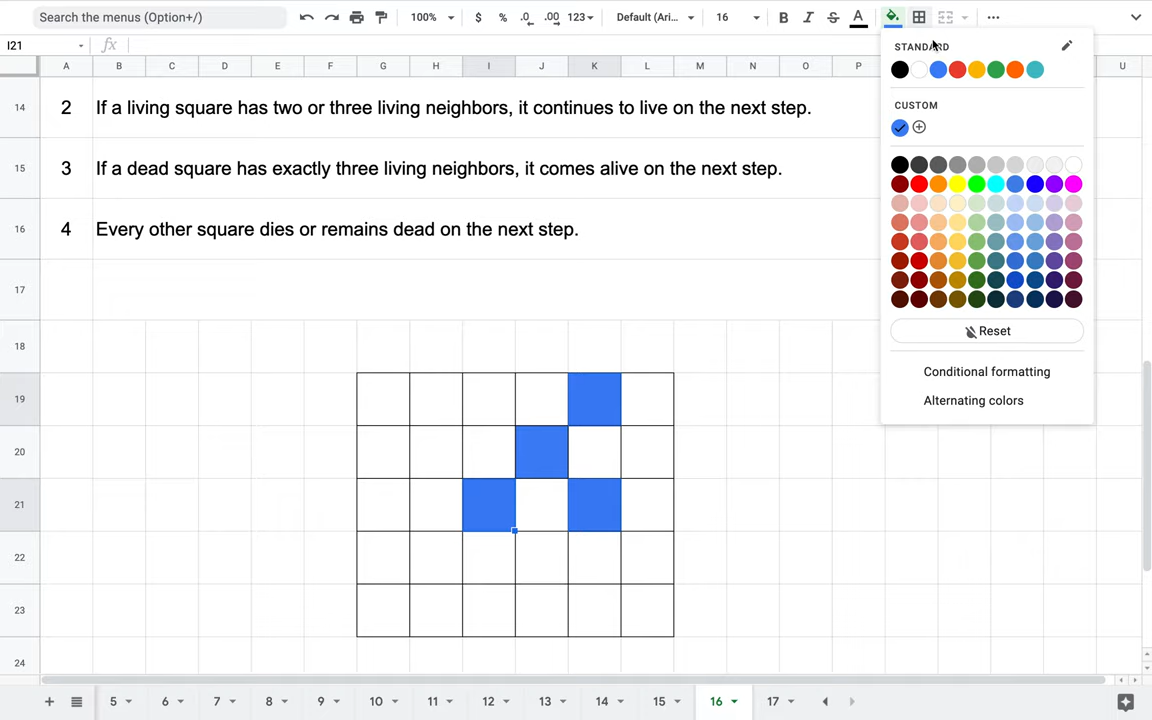 Search the menus (Option+/)
100%
$
%
.0
.00
123
Default (Ari...
16
B
I
S
A
I21
fx
A B C D E F G H I J K L M N O P U
STANDARD
CUSTOM
Reset
Conditional formatting
Alternating colors
14
2 If a living square has two or three living neighbors, it continues to live on the next step.
15
3 If a dead square has exactly three living neighbors, it comes alive on the next step.
16
4 Every other square dies or remains dead on the next step.
17
18
19
20
21
22
23
24
5 6 7 8 9 10 11 12 13 14 15 16 17